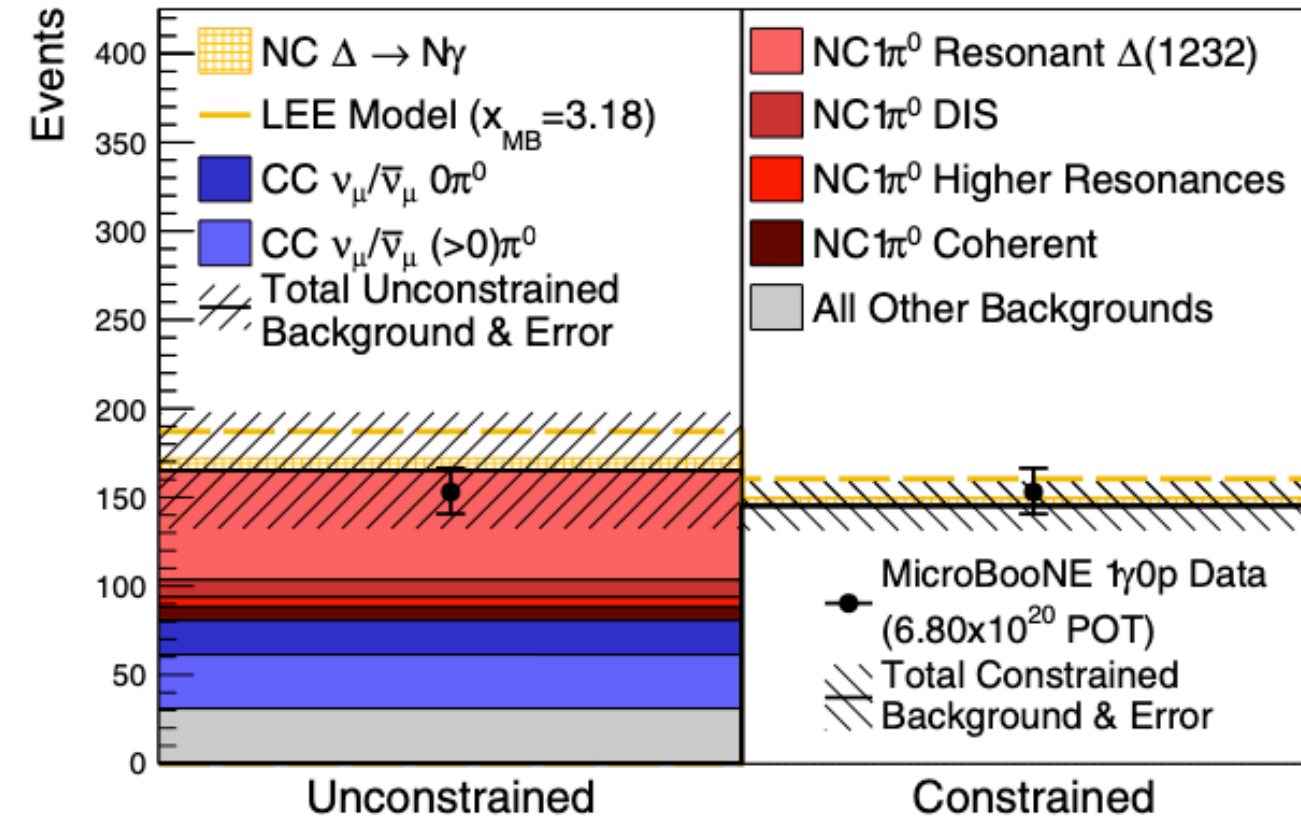 Events
400
350
300
250
200
150
100
50
0
NC Δ → Nγ
LEE Model (x_MB=3.18)
CC ν_μ/ν̅_μ 0π⁰
CC ν_μ/ν̅_μ (>0)π⁰
Total Unconstrained
Background & Error
NC1π⁰ Resonant Δ(1232)
NC1π⁰ DIS
NC1π⁰ Higher Resonances
NC1π⁰ Coherent
All Other Backgrounds
MicroBooNE 1γ0p Data
(6.80x10²⁰ POT)
Total Constrained
Background & Error
Unconstrained
Constrained